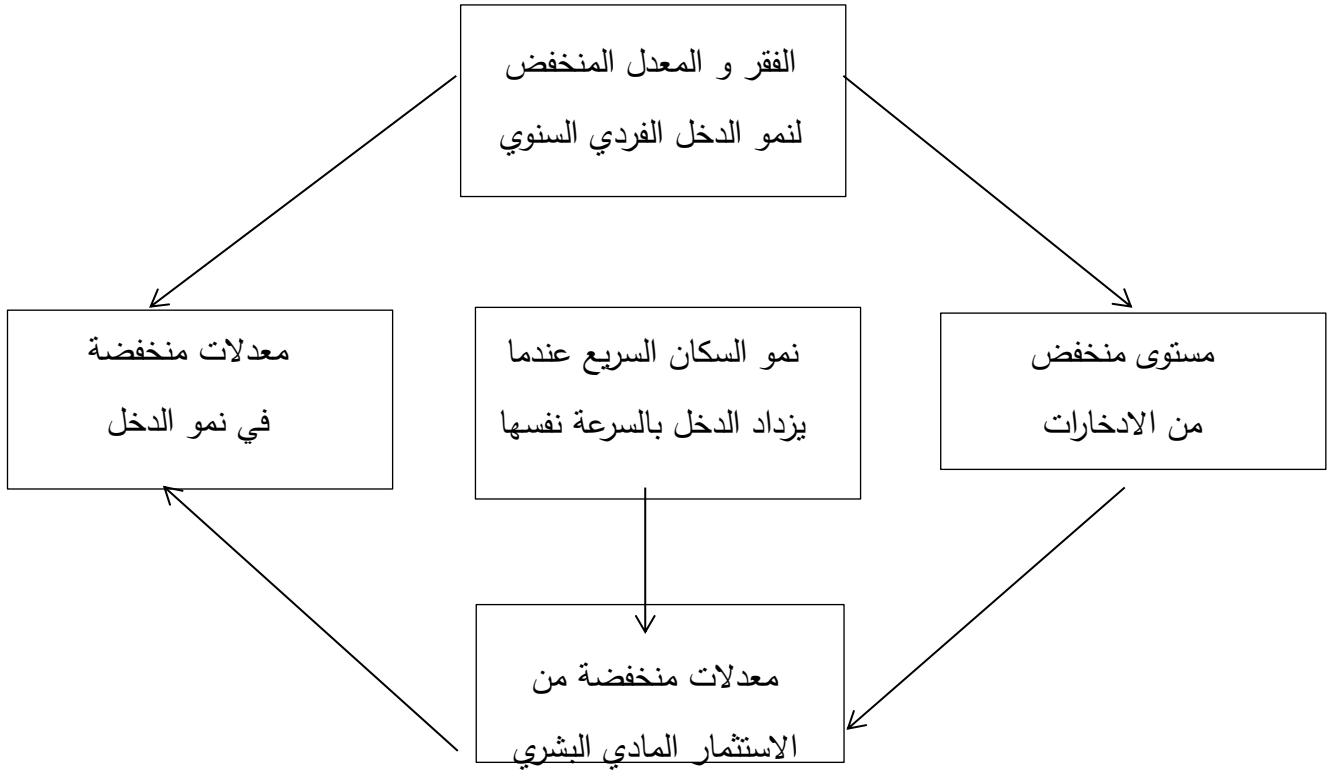 الفقر و المعدل المنخفض
لنمو الدخل الفردي السنوي
مستوى منخفض
من الادخارات
نمو السكان السريع عندما
يزداد الدخل بالسرعة نفسها
معدلات منخفضة
في نمو الدخل
معدلات منخفضة من
الاستثمار المادي البشري